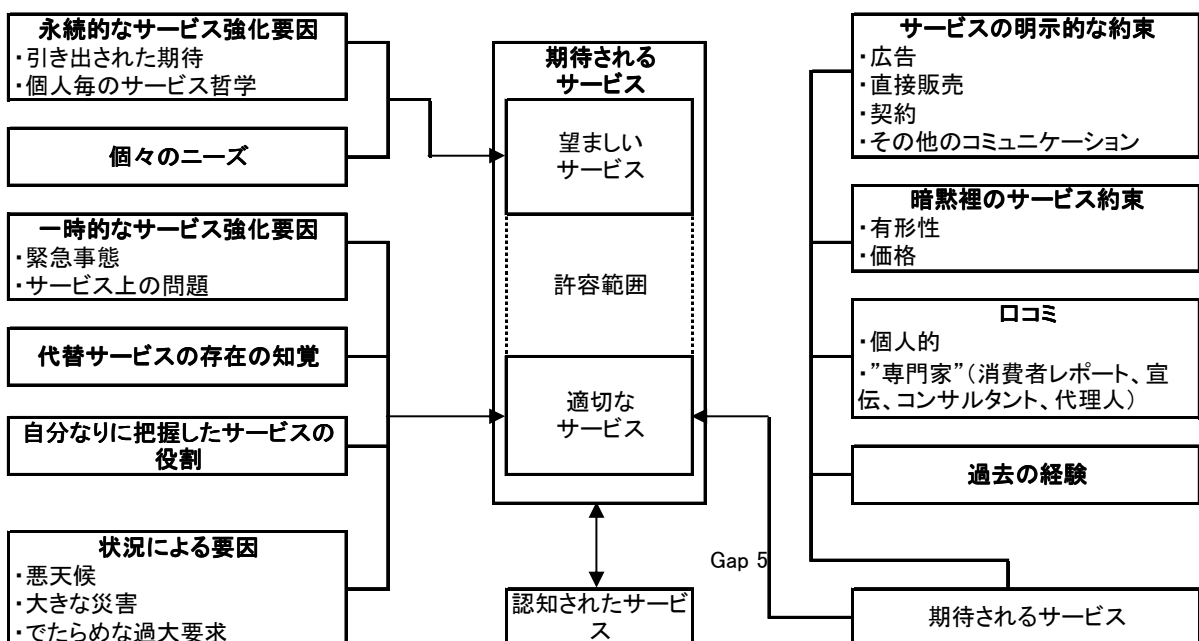 永続的なサービス強化要因
・引き出された期待
・個人毎のサービス哲学
個々のニーズ
一時的なサービス強化要因
・緊急事態
・サービス上の問題
代替サービスの存在の知覚
自分なりに把握したサービスの
役割
状況による要因
・悪天候
・大きな災害
・でたらめな過大要求
期待される
サービス
望ましい
サービス
許容範囲
適切な
サービス
Gap 5
認知されたサービ
ス
サービスの明示的な約束
・広告
・直接販売
・契約
・その他のコミュニケーション
暗黙裡のサービス約束
・有形性
・価格
口コミ
・個人的
・”専門家”(消費者レポート、宣
伝、コンサルタント、代理人)
過去の経験
期待されるサービス